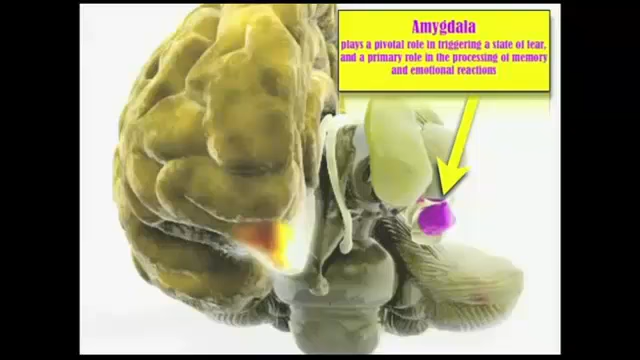 Amygdala
plays a pivotal role in triggering a state of fear,
and a primary role in the processing of memory
and emotional reactions